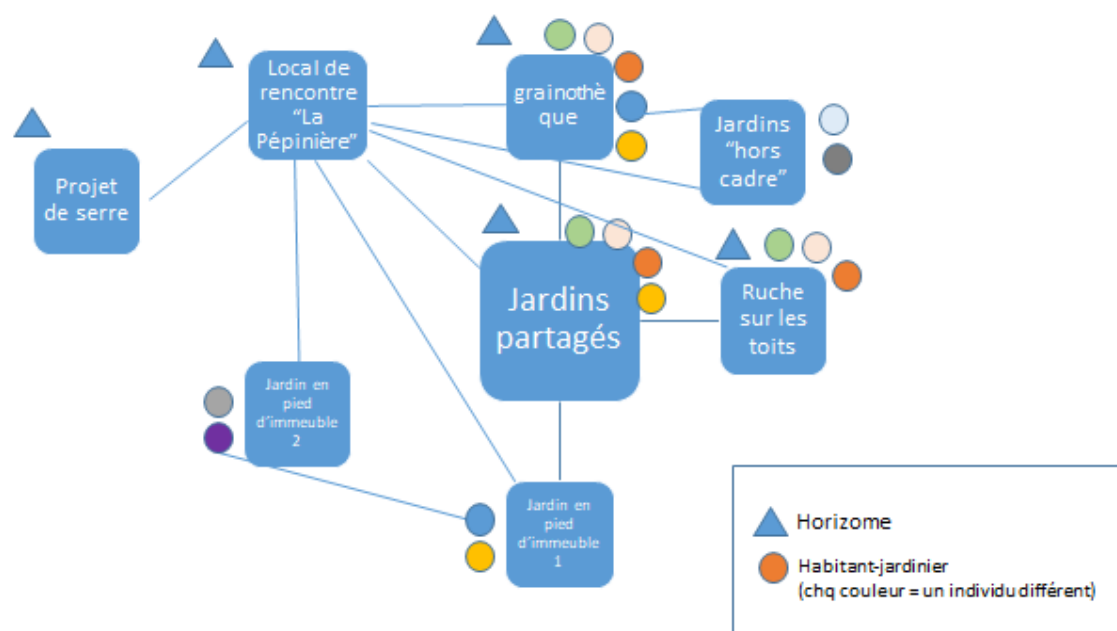 Local de
rencontre
"La
Pépinière"
grainothè
que
Jardins
"hors
cadre"
Projet
de serre
Jardins
partagés
Ruche
sur les
toits
Jardin en
pied
d´immeuble
2
Jardin en
pied
d´immeuble
1
Horizome
Habitant-jardinier
(chq couleur = un individu différent)